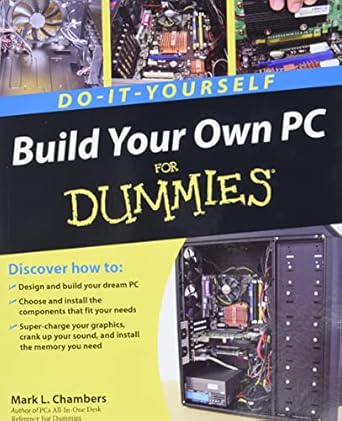 DO-IT-YOURSELF
Build Your Own PC
FOR
DUMMIES®
Discover how to:
Design and build your dream PC
Choose and install the
components that fit your needs
Super-charge your graphics,
crank up your sound, and install
the memory you need
Mark L. Chambers
Author of PCs All-In-One Desk
Reference For Dummies